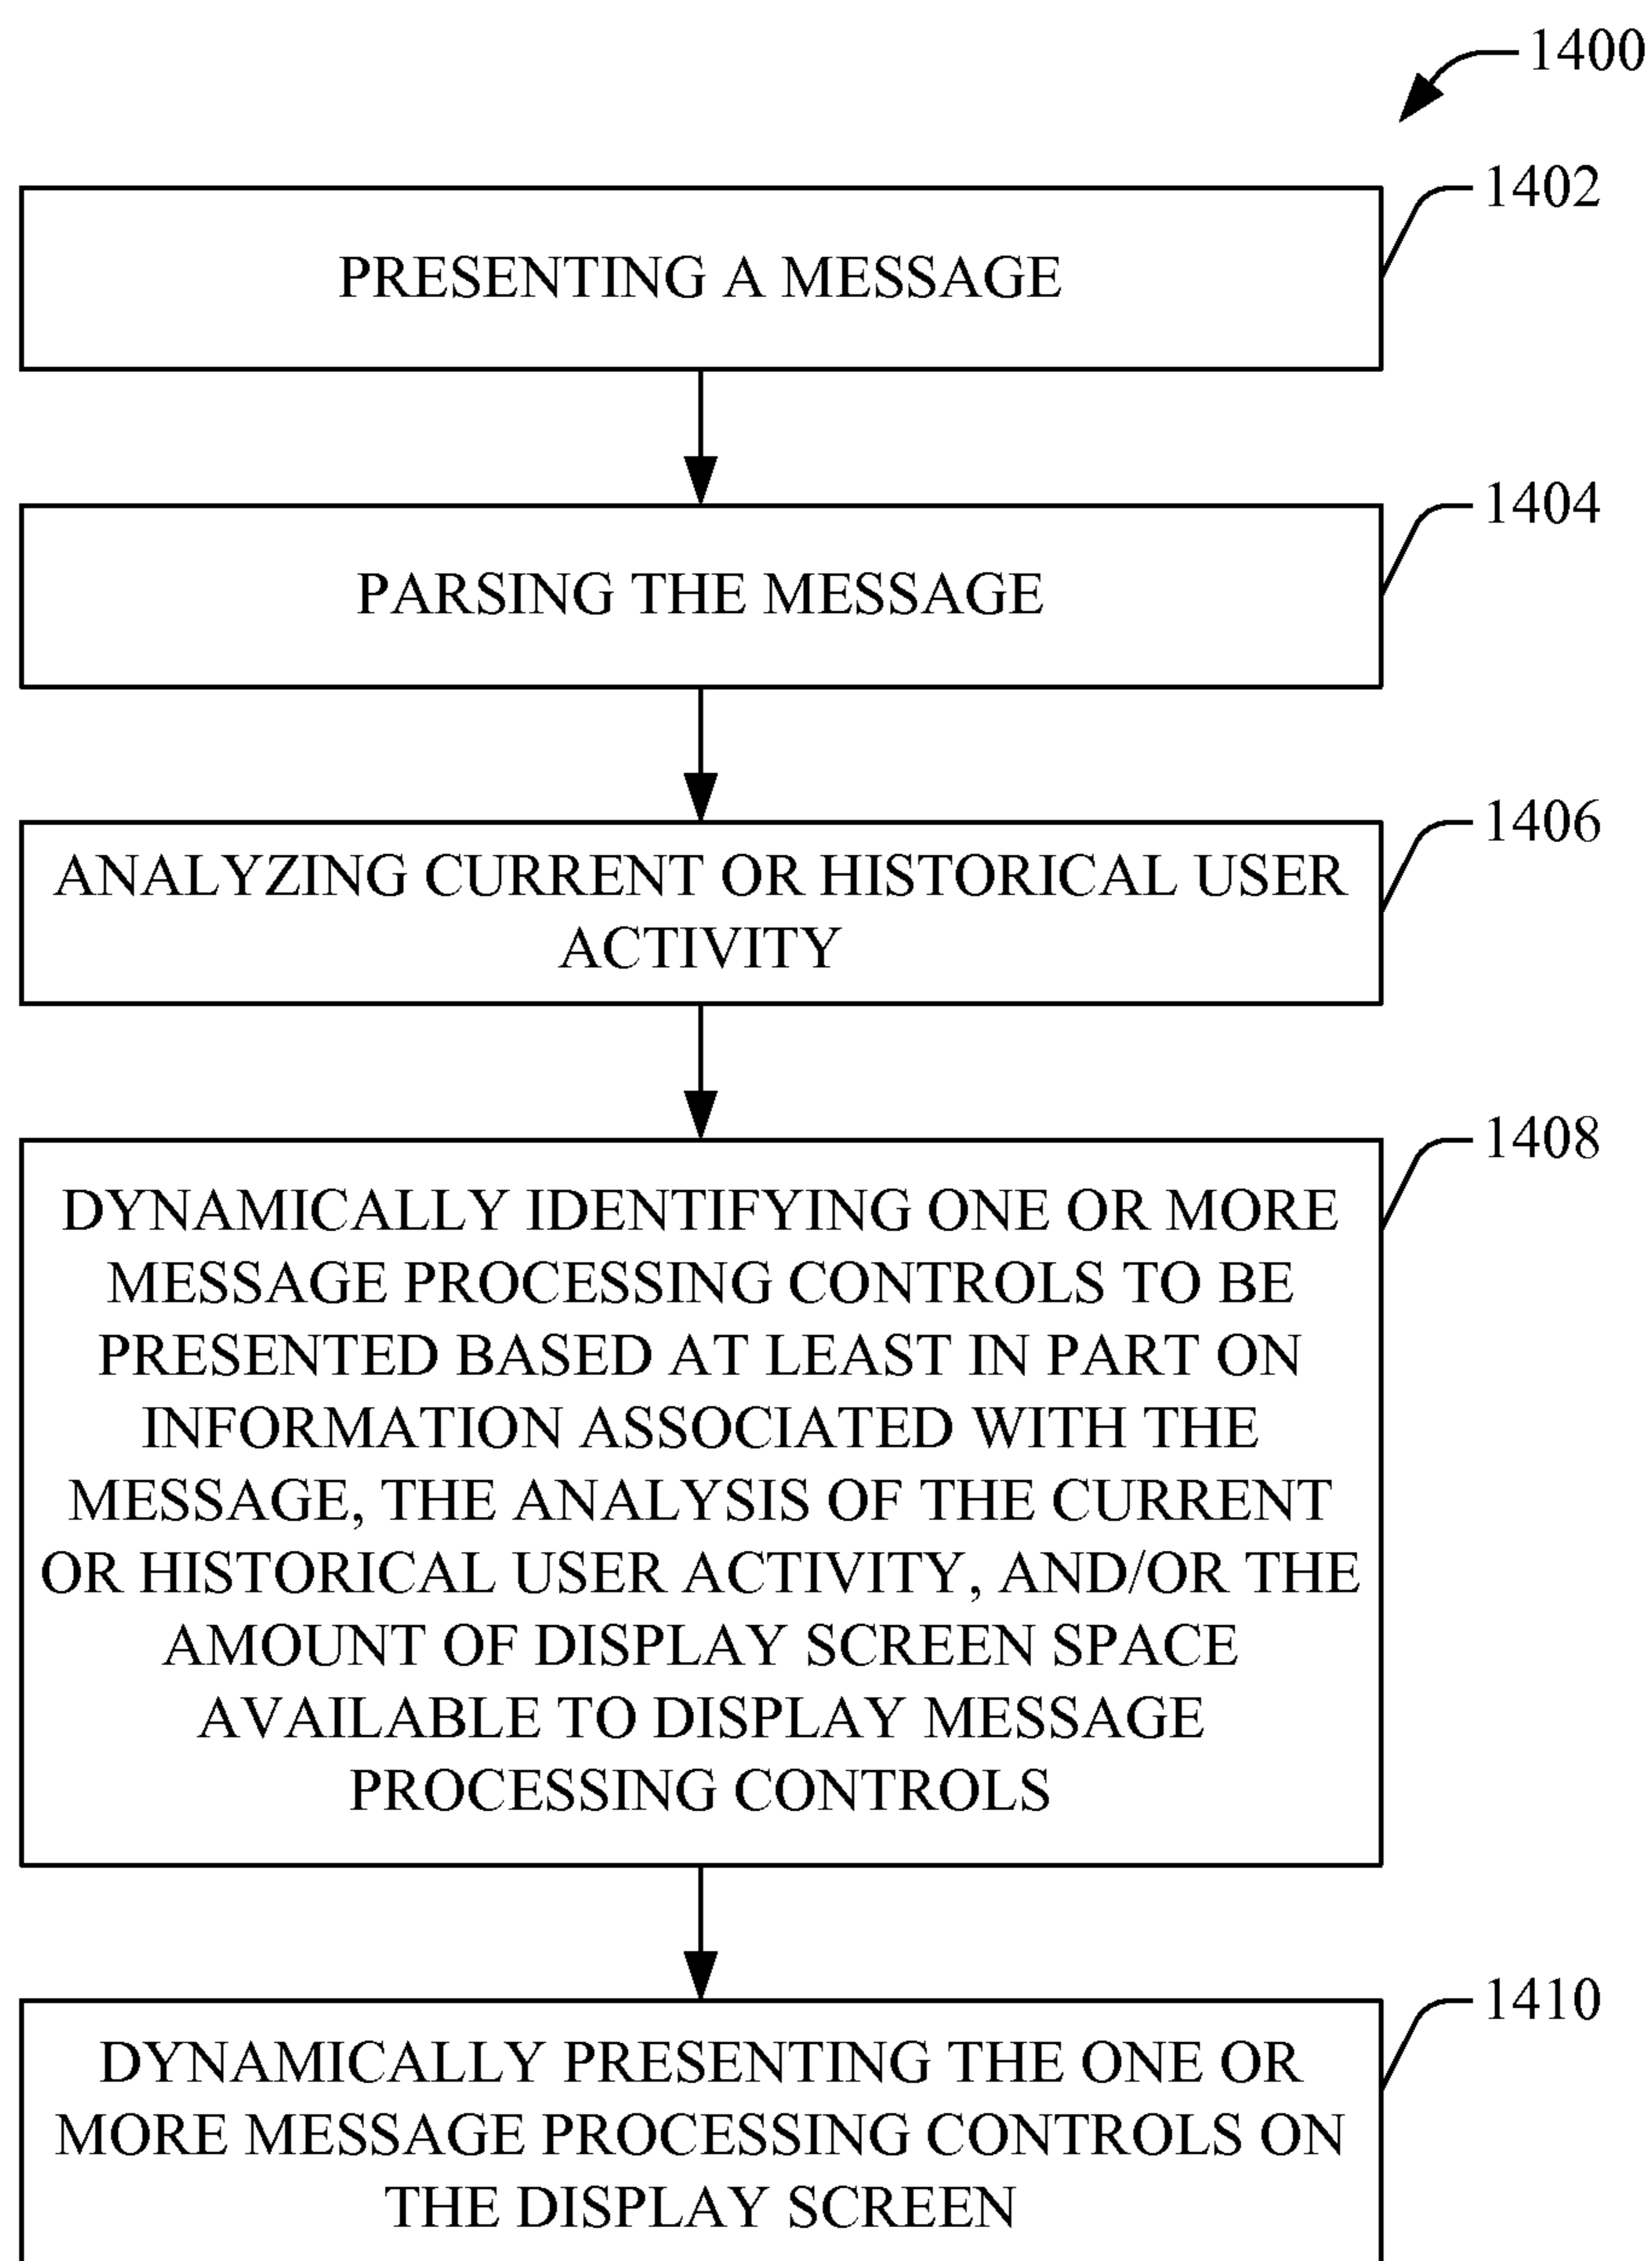 1400
1402
PRESENTING A MESSAGE
1404
PARSING THE MESSAGE
1406
ANALYZING CURRENT OR HISTORICAL USER
ACTIVITY
1408
DYNAMICALLY IDENTIFYING ONE OR MORE
MESSAGE PROCESSING CONTROLS TO BE
PRESENTED BASED AT LEAST IN PART ON
INFORMATION ASSOCIATED WITH THE
MESSAGE, THE ANALYSIS OF THE CURRENT
OR HISTORICAL USER ACTIVITY, AND/OR THE
AMOUNT OF DISPLAY SCREEN SPACE
AVAILABLE TO DISPLAY MESSAGE
PROCESSING CONTROLS
1410
DYNAMICALLY PRESENTING THE ONE OR
MORE MESSAGE PROCESSING CONTROLS ON
THE DISPLAY SCREEN